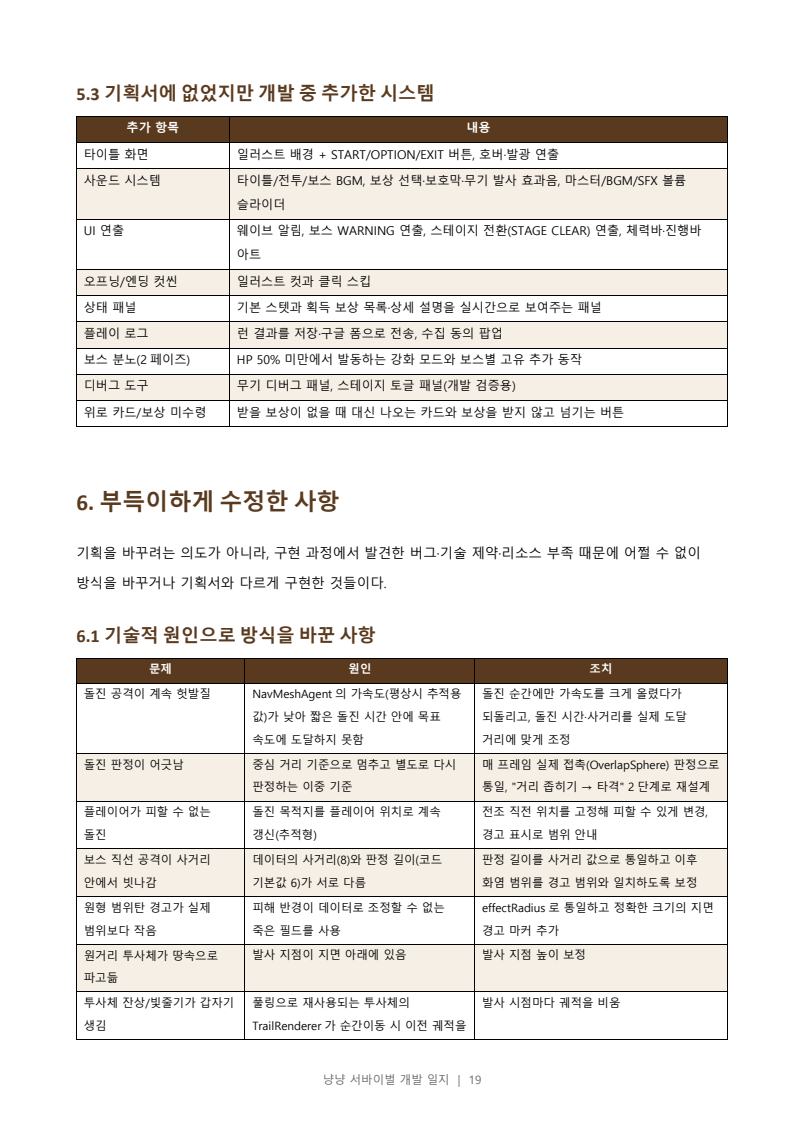 5.3 기획서에 없었지만 개발 중 추가한 시스템
추가 항목 내용
타이틀 화면 일러스트 배경 + START/OPTION/EXIT 버튼, 호버·발광 연출
사운드 시스템 타이틀/전투/보스 BGM, 보상 선택·보호막·무기 발사 효과음, 마스터/BGM/SFX 볼륨
슬라이더
UI 연출 웨이브 알림, 보스 WARNING 연출, 스테이지 전환(STAGE CLEAR) 연출, 체력바·진행바
아트
오프닝/엔딩 컷씬 일러스트 컷과 클릭 스킵
상태 패널 기본 스탯과 획득 보상 목록·상세 설명을 실시간으로 보여주는 패널
플레이 로그 런 결과를 저장·구글 폼으로 전송, 수집 동의 팝업
보스 분노(2 페이즈) HP 50% 미만에서 발동하는 강화 모드와 보스별 고유 추가 동작
디버그 도구 무기 디버그 패널, 스테이지 토글 패널(개발 검증용)
위로 카드/보상 미수령 받을 보상이 없을 때 대신 나오는 카드와 보상을 받지 않고 넘기는 버튼
6. 부득이하게 수정한 사항
기획을 바꾸려는 의도가 아니라, 구현 과정에서 발견한 버그·기술 제약·리소스 부족 때문에 어쩔 수 없이
방식을 바꾸거나 기획서와 다르게 구현한 것들이다.
6.1 기술적 원인으로 방식을 바꾼 사항
문제 원인 조치
돌진 공격이 계속 헛발질 NavMeshAgent 의 가속도(평상시 추적용 돌진 순간에만 가속도를 크게 올렸다가
값)가 낮아 짧은 돌진 시간 안에 목표 되돌리고, 돌진 시간·사거리를 실제 도달
속도에 도달하지 못함 거리에 맞게 조정
돌진 판정이 어긋남 중심 거리 기준으로 멈추고 별도로 다시 매 프레임 실제 접촉(OverlapSphere) 판정으로
판정하는 이중 기준 통일, "거리 좁히기 → 타격" 2 단계로 재설계
플레이어가 피할 수 없는 돌진 목적지를 플레이어 위치로 계속 전조 직전 위치를 고정해 피할 수 있게 변경,
돌진 갱신(추적형) 경고 표시로 범위 안내
보스 직선 공격이 사거리 데이터의 사거리(8)와 판정 길이(코드 판정 길이를 사거리 값으로 통일하고 이후
안에서 빗나감 기본값 6)가 서로 다름 화염 범위를 경고 범위와 일치하도록 보정
원형 범위탄 경고가 실제 피해 반경이 데이터로 조정할 수 없는 effectRadius 로 통일하고 정확한 크기의 지면
범위보다 작음 죽은 필드를 사용 경고 마커 추가
원거리 투사체가 땅속으로 발사 지점이 지면 아래에 있음 발사 지점 높이 보정
파고듦
투사체 잔상/빛줄기가 갑자기 풀링으로 재사용되는 투사체의 발사 시점마다 궤적을 비움
생김 TrailRenderer 가 순간이동 시 이전 궤적을
냥냥 서바이벌 개발 일지 | 19